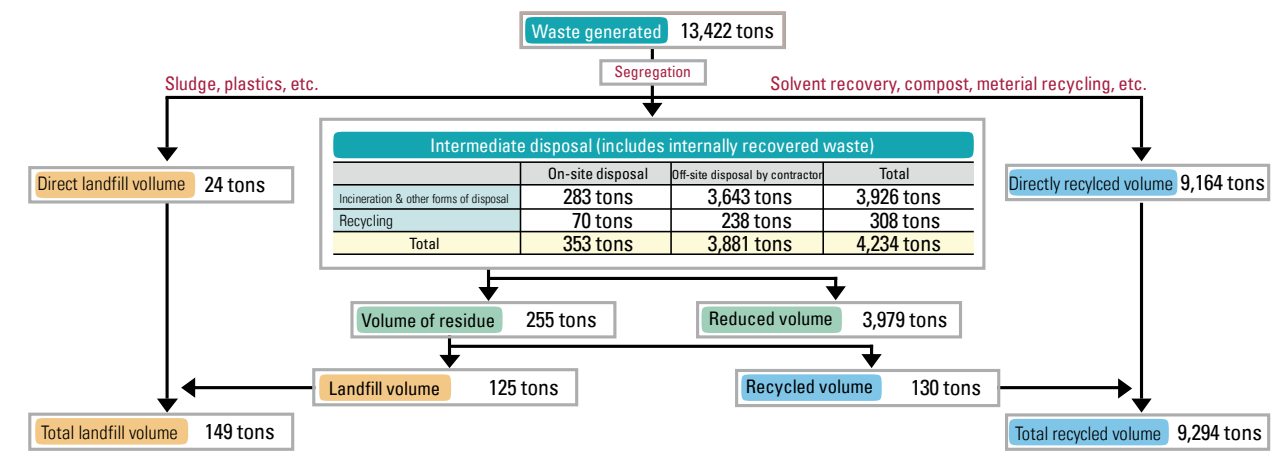 Waste generated 13,422 tons
Segregation
Sludge, plastics, etc.
Solvent recovery, compost, meterial recycling, etc.
Intermediate disposal (includes internally recovered waste)
On-site disposal Off-site disposal by contractor Total
Incineration & other forms of disposal 283 tons 3,643 tons 3,926 tons
Recycling 70 tons 238 tons 308 tons
Total 353 tons 3,881 tons 4,234 tons
Direct landfill vollume 24 tons
Directly recylced volume 9,164 tons
Volume of residue 255 tons
Reduced volume 3,979 tons
Landfill volume 125 tons
Recycled volume 130 tons
Total landfill volume 149 tons
Total recycled volume 9,294 tons